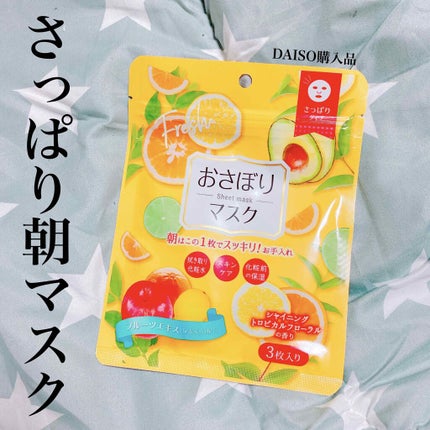 さっぱり朝マスク
DAISO購入品
さっぱり
Fresh
おさぼり
Sheet mask
マスク
朝はこの1枚でスッキリ!お手入れ
拭き取り
化粧水
スキン
ケア
化粧前
の保湿
フルーツエキス
シャイニング
トロピカルフローラル
の香り
3枚入り